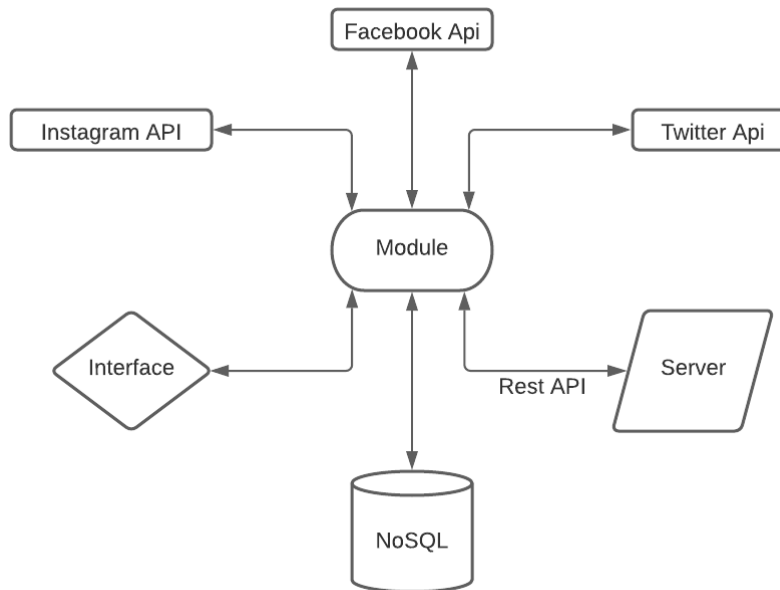 Facebook Api
Instagram API
Twitter Api
Module
Interface
Server
Rest API
NoSQL